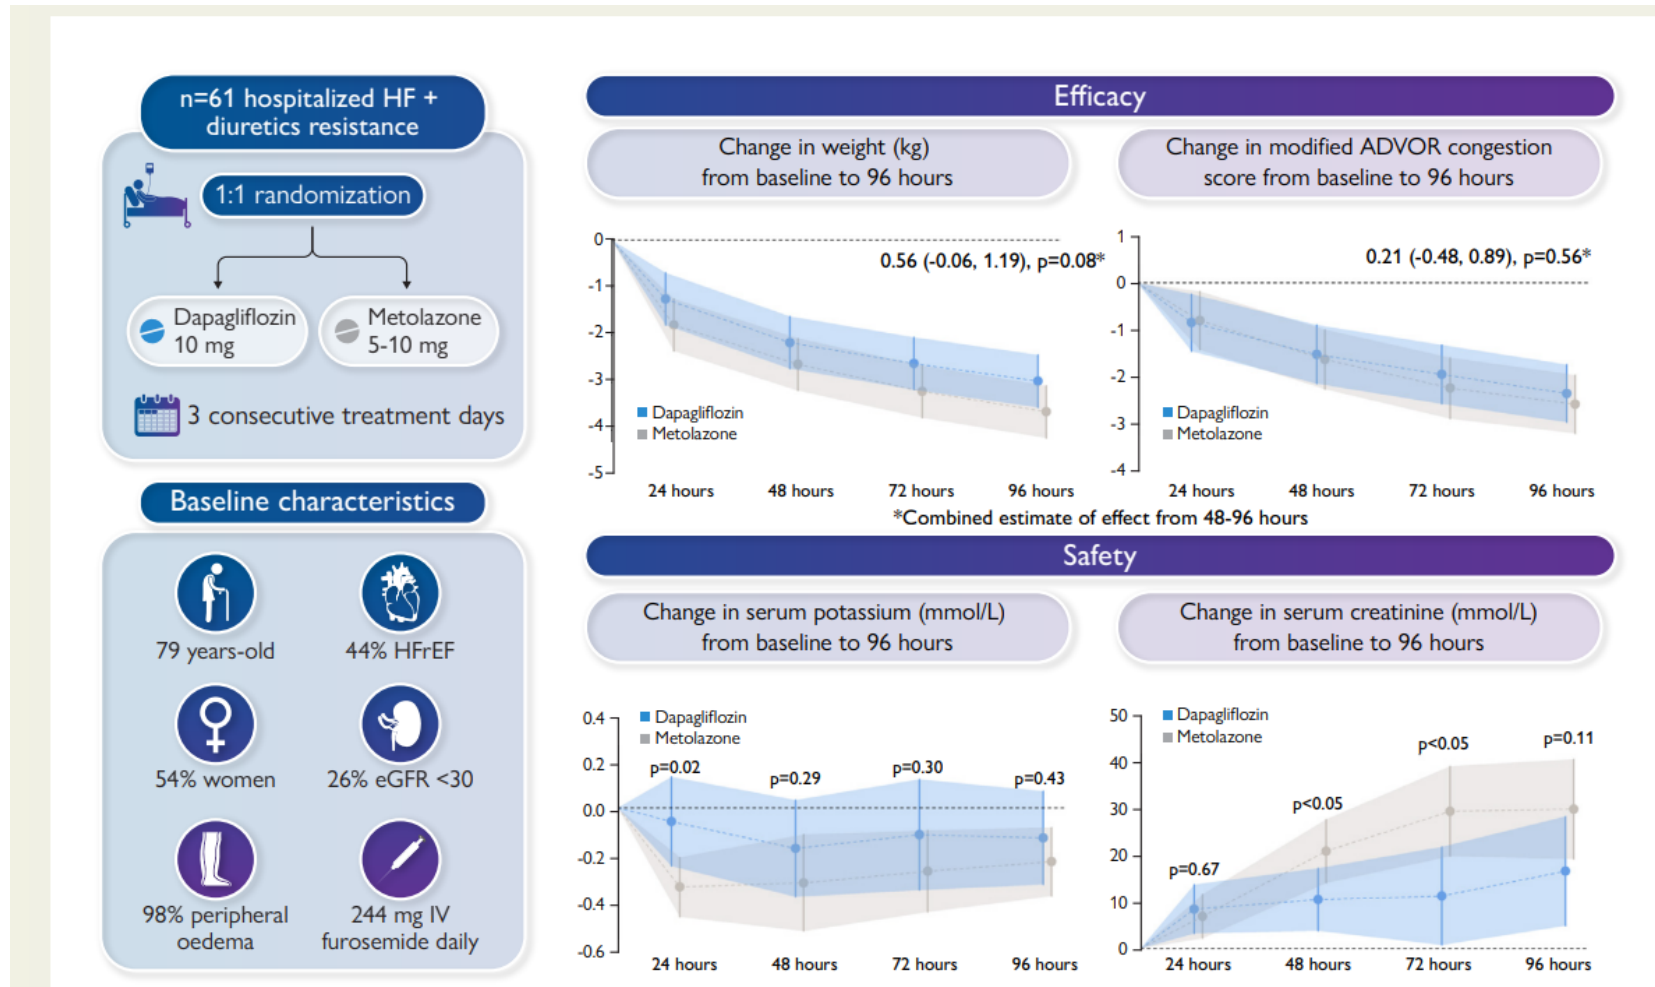 n=61 hospitalized HF +
diuretics resistance
1:1 randomization
Dapagliflozin
10 mg
Metolazone
5-10 mg
3 consecutive treatment days
Baseline characteristics
79 years-old
44% HFrEF
54% women
26% eGFR <30
98% peripheral
oedema
244 mg IV
furosemide daily
Efficacy
Change in weight (kg)
from baseline to 96 hours
0
-1
-2
-3
-4
-5
0.56 (-0.06, 1.19), p=0.08*
Dapagliflozin
Metolazone
24 hours
48 hours
72 hours
96 hours
Change in modified ADVOR congestion
score from baseline to 96 hours
1
0
-1
-2
-3
-4
0.21 (-0.48, 0.89), p=0.56*
Dapagliflozin
Metolazone
24 hours
48 hours
72 hours
96 hours
*Combined estimate of effect from 48-96 hours
Safety
Change in serum potassium (mmol/L)
from baseline to 96 hours
0.4
0.2
0.0
-0.2
-0.4
-0.6
Dapagliflozin
Metolazone
p=0.02
p=0.29
p=0.30
p=0.43
24 hours
48 hours
72 hours
96 hours
Change in serum creatinine (mmol/L)
from baseline to 96 hours
50
40
30
20
10
0
Dapagliflozin
Metolazone
p=0.67
p<0.05
p<0.05
p=0.11
24 hours
48 hours
72 hours
96 hours